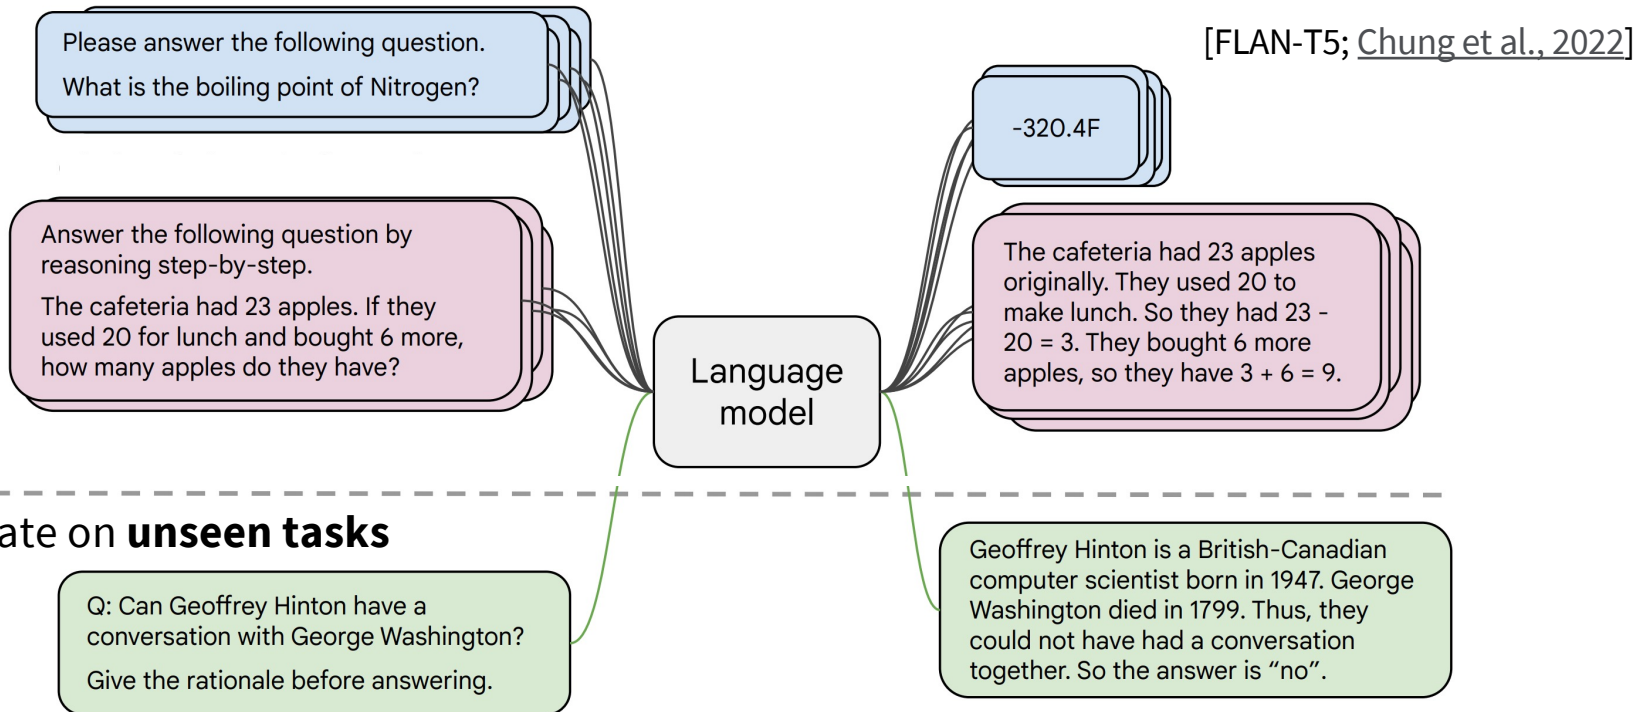 [FLAN-T5; Chung et al., 2022]
Please answer the following question.
What is the boiling point of Nitrogen?
-320.4F
Answer the following question by
reasoning step-by-step.
The cafeteria had 23 apples. If they
used 20 for lunch and bought 6 more,
how many apples do they have?
Language
model
The cafeteria had 23 apples
originally. They used 20 to
make lunch. So they had 23 -
20 = 3. They bought 6 more
apples, so they have 3 + 6 = 9.
ate on unseen tasks
Q: Can Geoffrey Hinton have a
conversation with George Washington?
Give the rationale before answering.
Geoffrey Hinton is a British-Canadian
computer scientist born in 1947. George
Washington died in 1799. Thus, they
could not have had a conversation
together. So the answer is “no”.